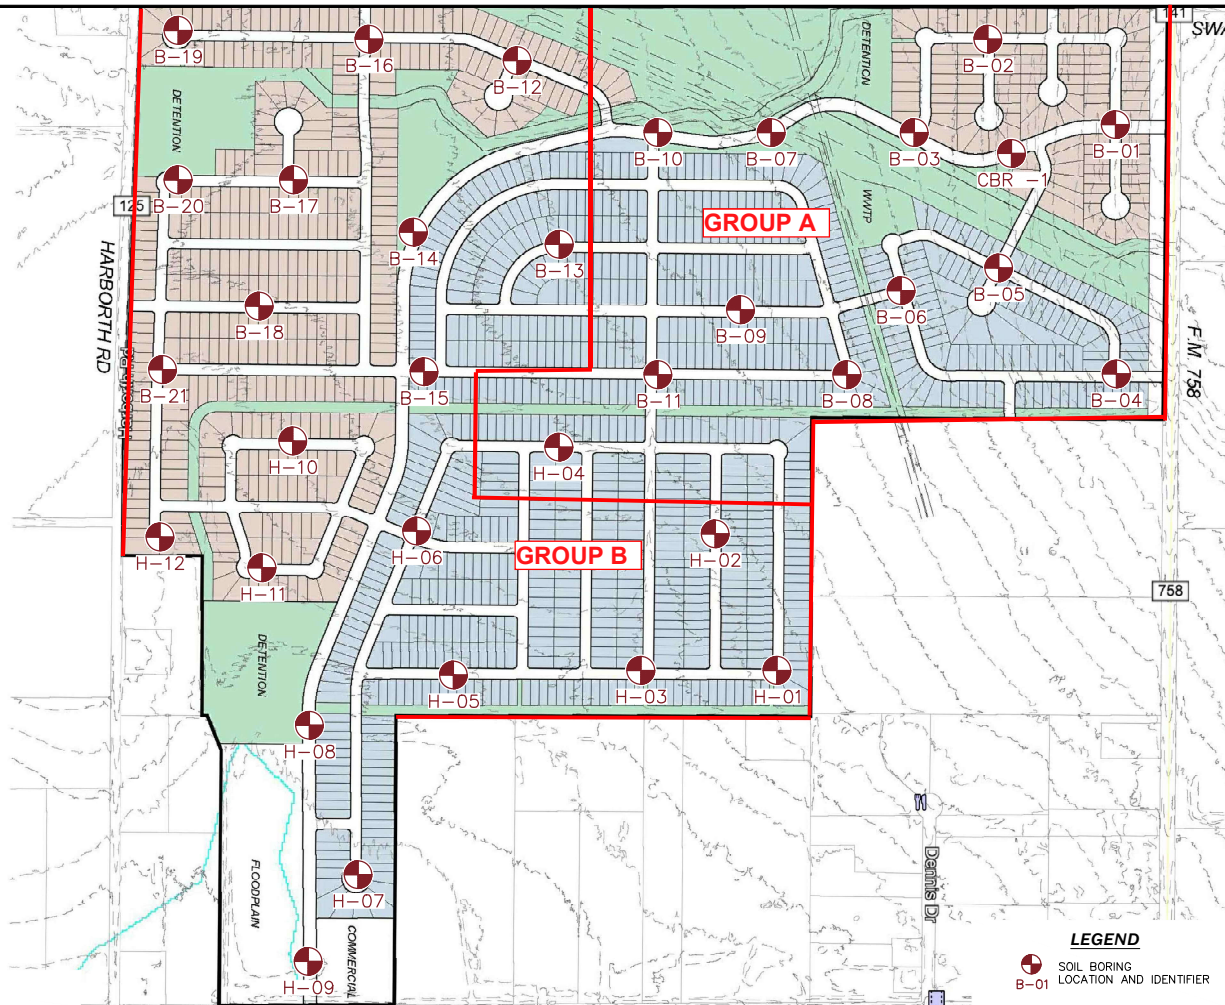 141
SWA
B-19
B-16
B-12
DETENTION
B-02
DETENTION
B-10
B-07
B-03
B-01
CBR -1
B-20
B-17
WWTP
125
GROUP A
B-14
B-13
B-05
HARBORTH RD
B-18
B-09
B-06
F.M. 758
B-21
B-15
B-11
B-08
B-04
H-10
H-04
H-12
H-06
GROUP B
H-02
H-11
758
DETENTION
H-05
H-03
H-01
H-08
Dennis Dr
FLOODPLAIN
H-07
COMMERCIAL
LEGEND
H-09
B-01
SOIL BORING
LOCATION AND IDENTIFIER